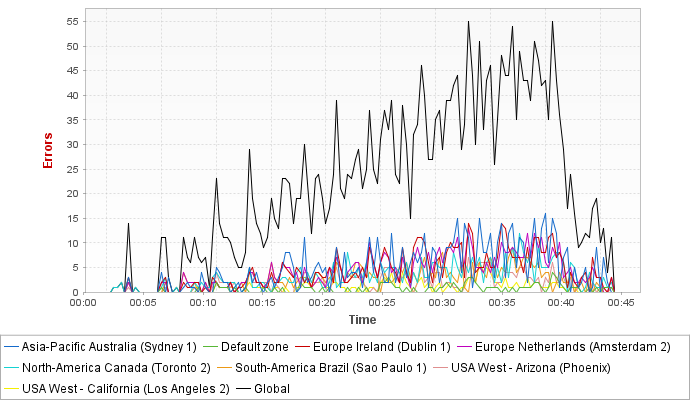 55
50
45
40
35
30
25
20
15
10
5
0
Errors
00:00 00:05 00:10 00:15 00:20 00:25 00:30 00:35 00:40 00:45
Time
Asia-Pacific Australia (Sydney 1) Default zone Europe Ireland (Dublin 1) Europe Netherlands (Amsterdam 2)
North-America Canada (Toronto 2) South-America Brazil (Sao Paulo 1) USA West - Arizona (Phoenix)
USA West - California (Los Angeles 2) Global